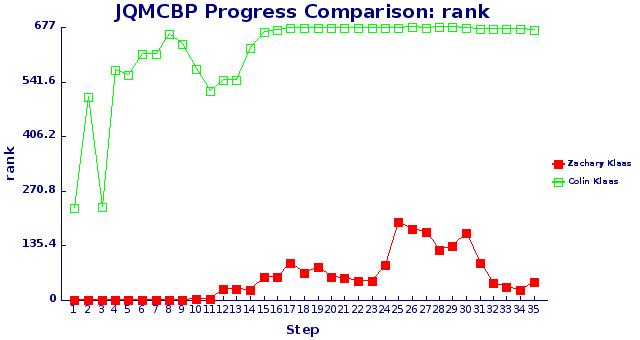 JQMCBP Progress Comparison: rank
677
541.6
406.2
270.8
135.4
0
rank
1 2 3 4 5 6 7 8 9 10 11 12 13 14 15 16 17 18 19 20 21 22 23 24 25 26 27 28 29 30 31 32 33 34 35
Step
Zachary Klaas
Colin Klaas